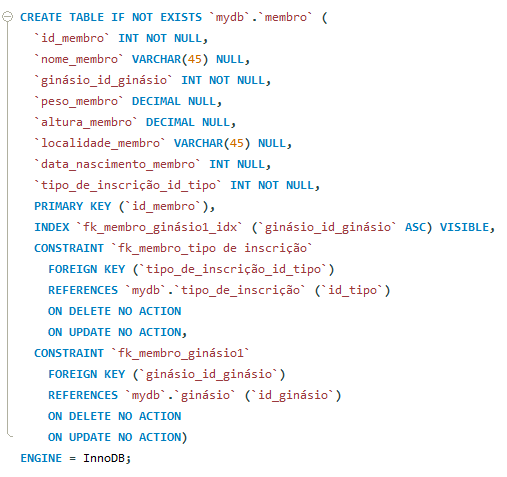 CREATE TABLE IF NOT EXISTS `mydb`.`membro` (
`id_membro` INT NOT NULL,
`nome_membro` VARCHAR(45) NULL,
`ginásio_id_ginásio` INT NOT NULL,
`peso_membro` DECIMAL NULL,
`altura_membro` DECIMAL NULL,
`localidade_membro` VARCHAR(45) NULL,
`data_nascimento_membro` INT NULL,
`tipo_de_inscrição_id_tipo` INT NOT NULL,
PRIMARY KEY (`id_membro`),
INDEX `fk_membro_ginásio1_idx` (`ginásio_id_ginásio` ASC) VISIBLE,
CONSTRAINT `fk_membro_tipo de inscrição`
FOREIGN KEY (`tipo_de_inscrição_id_tipo`)
REFERENCES `mydb`.`tipo_de_inscrição` (`id_tipo`)
ON DELETE NO ACTION
ON UPDATE NO ACTION,
CONSTRAINT `fk_membro_ginásio1`
FOREIGN KEY (`ginásio_id_ginásio`)
REFERENCES `mydb`.`ginásio` (`id_ginásio`)
ON DELETE NO ACTION
ON UPDATE NO ACTION)
ENGINE = InnoDB;